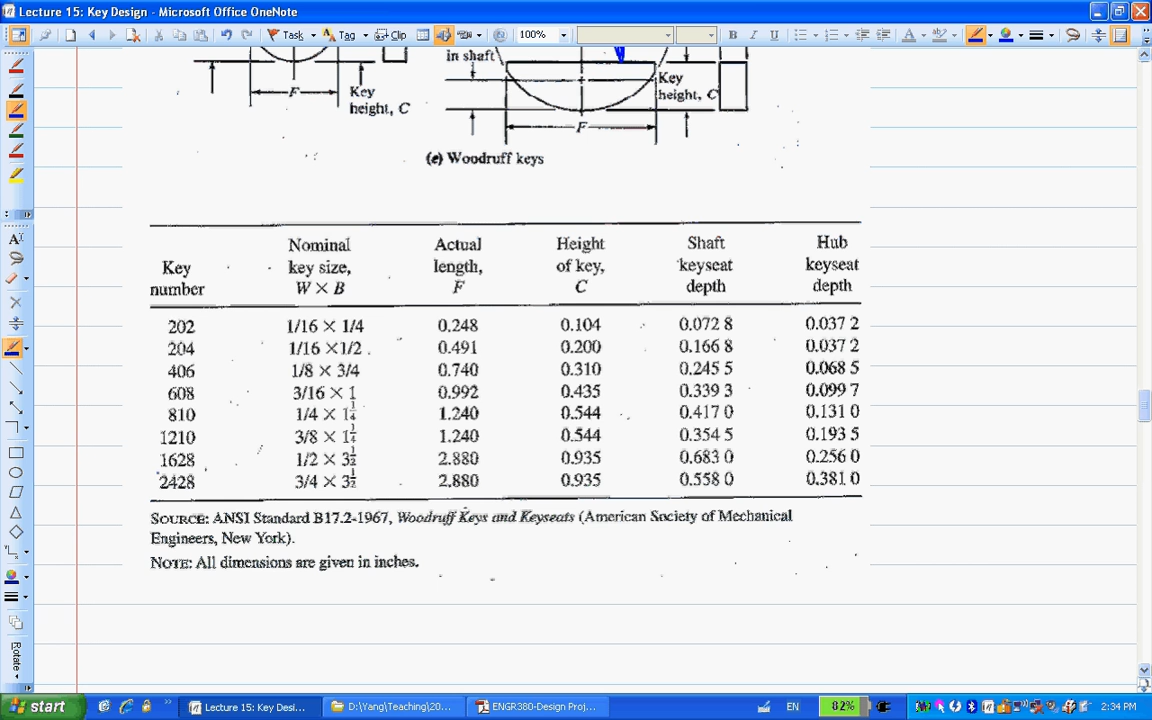 Lecture 15: Key Design - Microsoft Office OneNote
Task Tag Clip 100% B I U
in shaft
F
Key
height, C
Key
height, C
F
(e) Woodruff keys
Key number Nominal key size, W × B Actual length, F Height of key, C Shaft keyseat depth Hub keyseat depth
202 1/16 × 1/4 0.248 0.104 0.072 8 0.037 2
204 1/16 ×1/2 0.491 0.200 0.166 8 0.037 2
406 1/8 × 3/4 0.740 0.310 0.245 5 0.068 5
608 3/16 × 1 0.992 0.435 0.339 3 0.099 7
810 1/4 × 1¼ 1.240 0.544 0.417 0 0.131 0
1210 3/8 × 1¼ 1.240 0.544 0.354 5 0.193 5
1628 1/2 × 3½ 2.880 0.935 0.683 0 0.256 0
2428 3/4 × 3½ 2.880 0.935 0.558 0 0.381 0
SOURCE: ANSI Standard B17.2-1967, Woodruff Keys and Keyseats (American Society of Mechanical
Engineers, New York).
NOTE: All dimensions are given in inches.
Rotate
start Lecture 15: Key Desi... D:\Yang\Teaching\20... ENGR380-Design Proj... EN 82% 2:34 PM